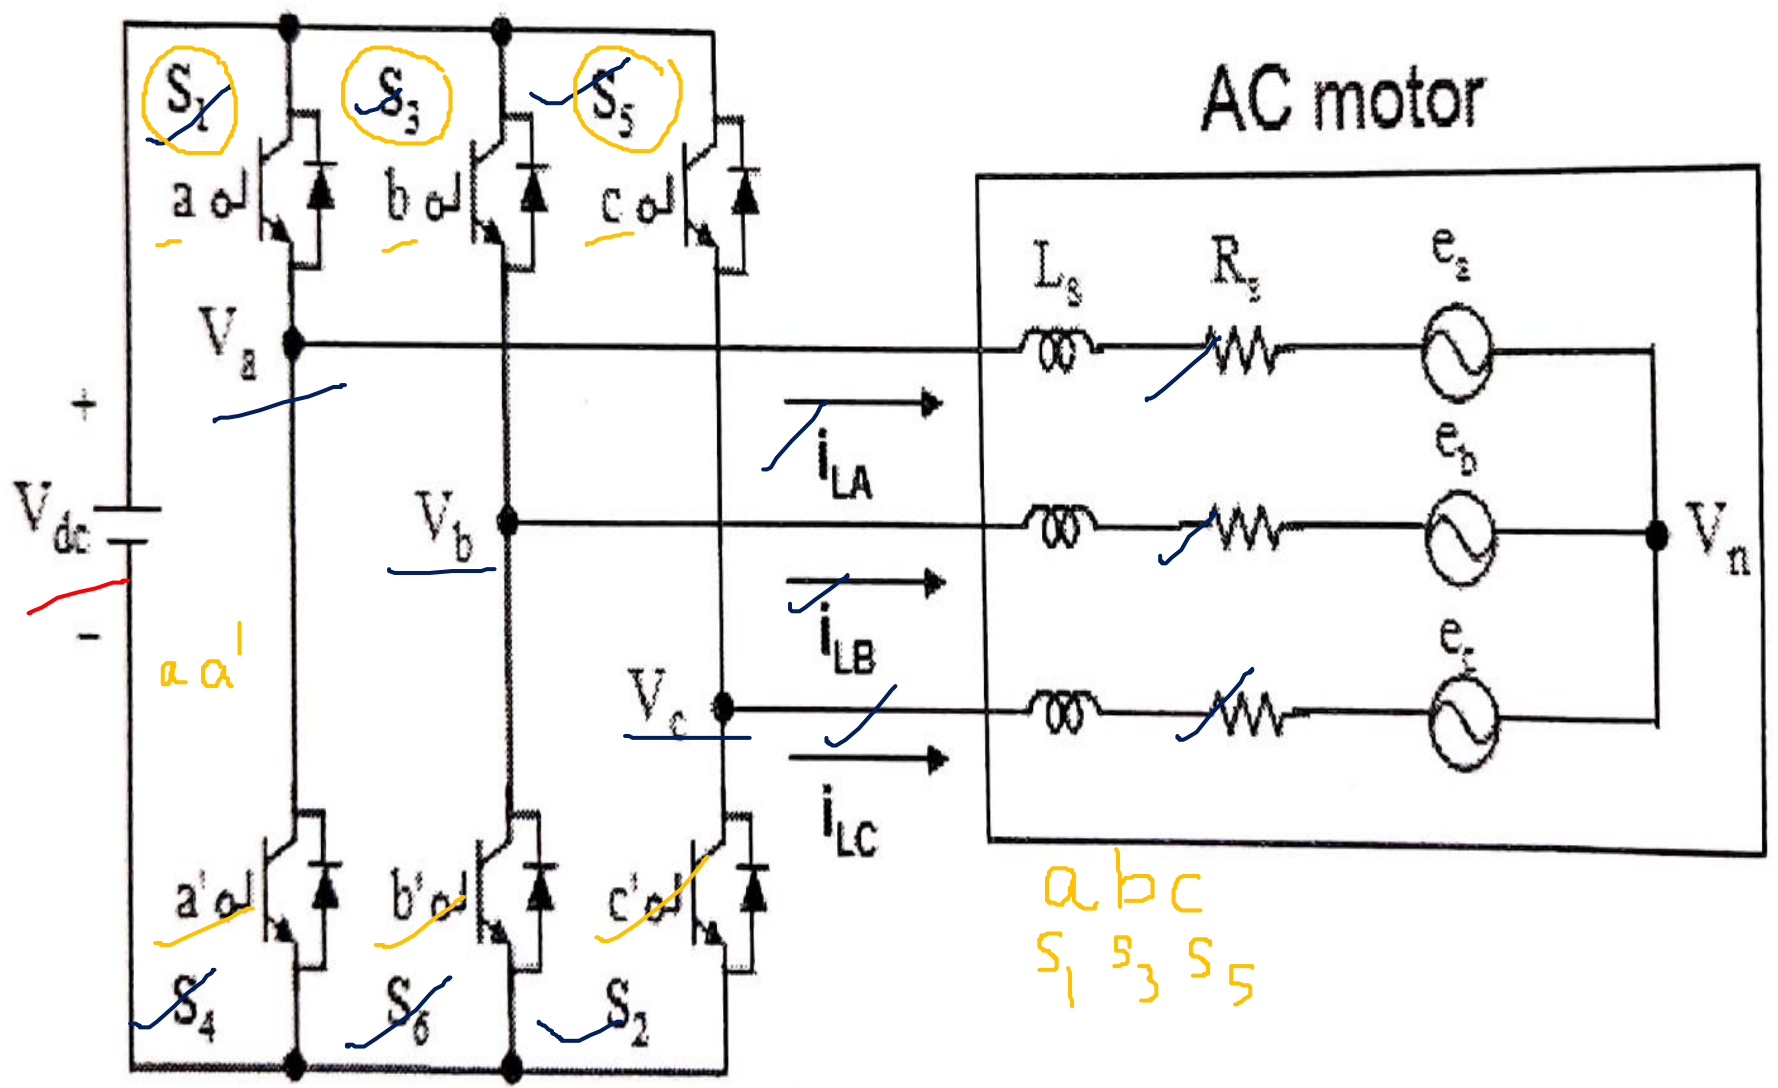 S1 S3 S5
AC motor
a b c
Ls Rs ea
Va
+
iLA
eb
Vdc
Vb
Vn
-
a a'
iLB
ec
Vc
iLC
a' b' c'
a b c
S1 S3 S5
S4 S6 S2